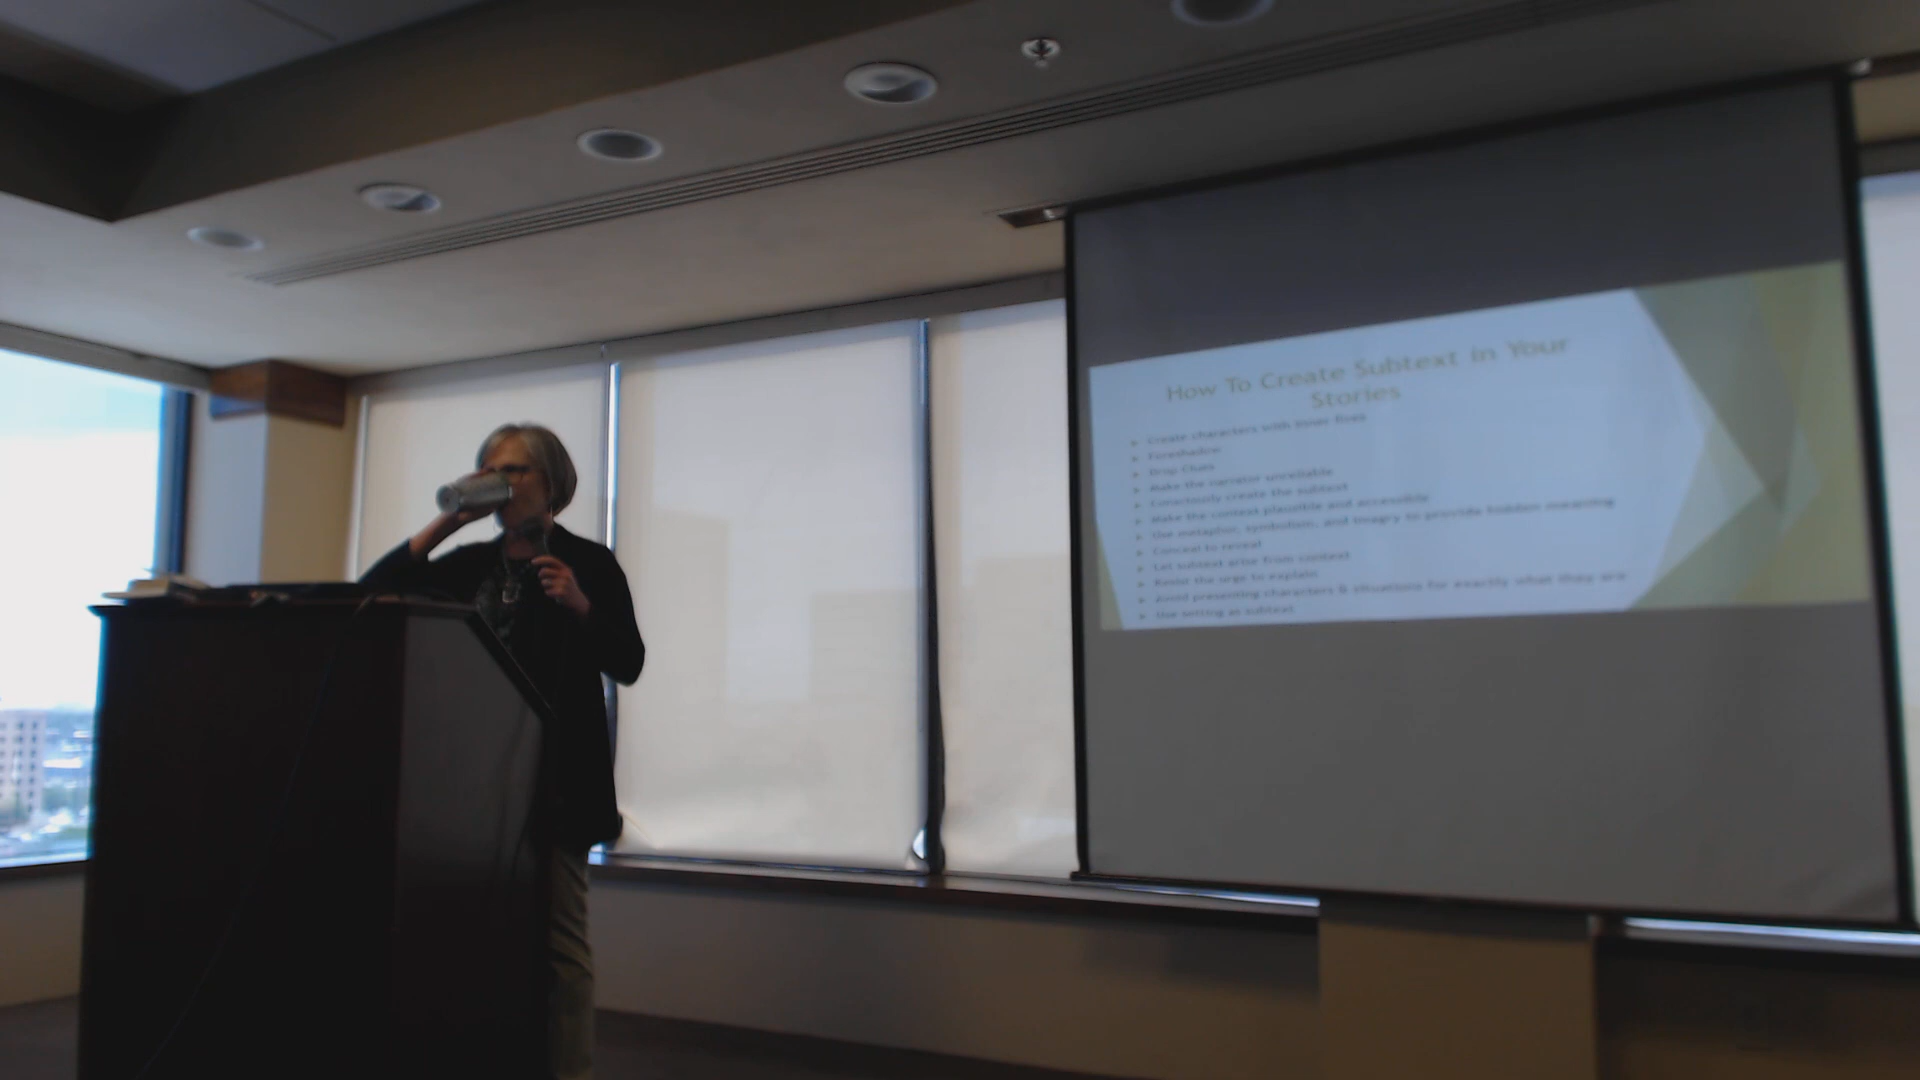 How To Create Subtext in Your
Stories
Create characters with inner lives
Foreshadow
Drop Clues
Make the narrator unreliable
Consciously create the subtext
Make the context plausible and accessible
Use metaphor, symbolism, and imagry to provide hidden meaning
Conceal to reveal
Let subtext arise from context
Resist the urge to explain
Avoid presenting characters & situations for exactly what they are
Use setting as subtext